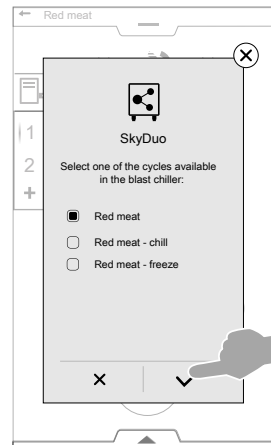 ← Red meat
SkyDuo
Select one of the cycles available
in the blast chiller:
Red meat
Red meat - chill
Red meat - freeze
1
2
+